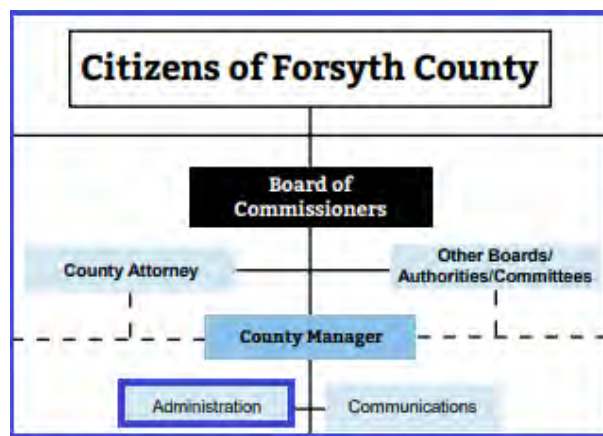 Citizens of Forsyth County
Board of
Commissioners
County Attorney
Other Boards/
Authorities/Committees
County Manager
Administration
Communications